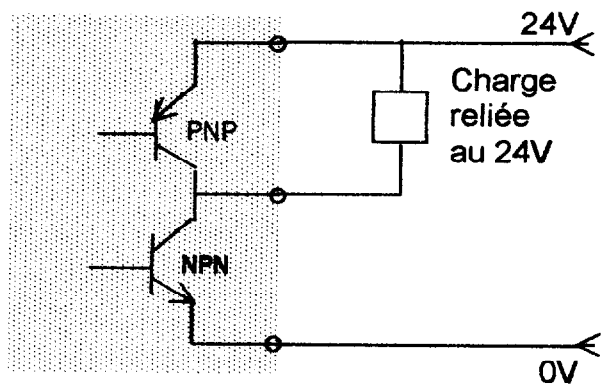 24V
Charge
reliée
au 24V
PNP
NPN
0V